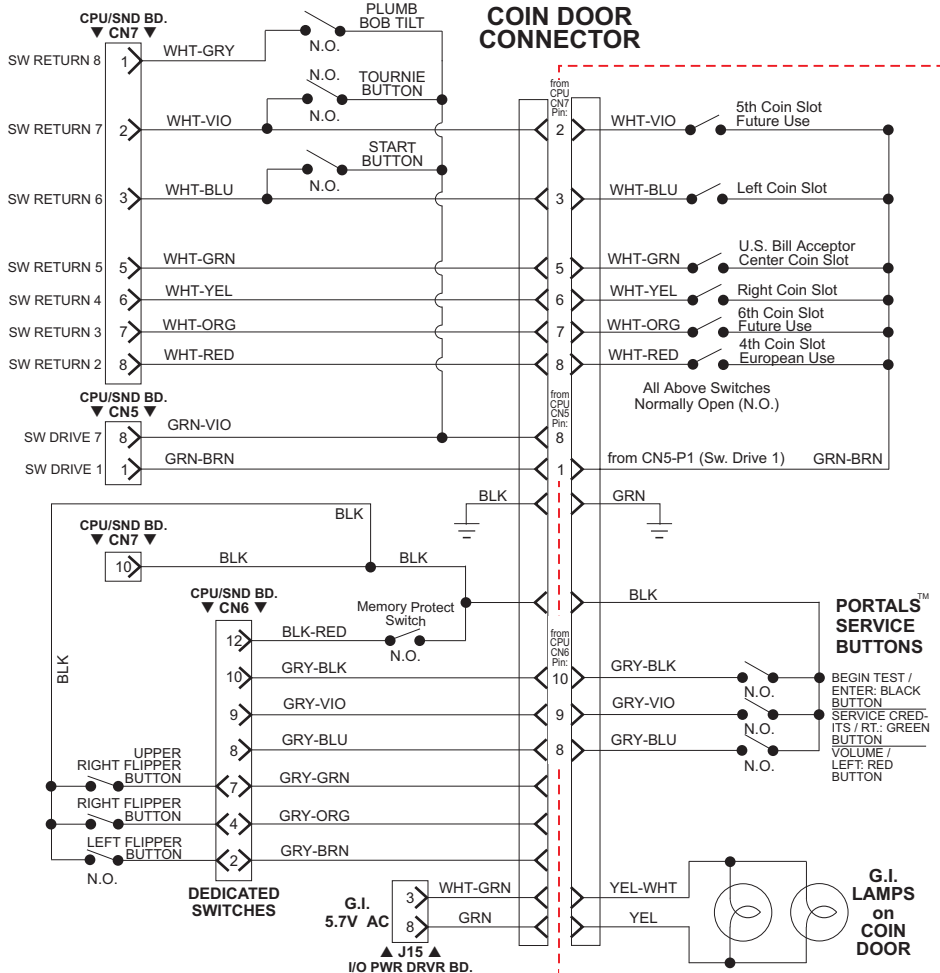 COIN DOOR
CONNECTOR
CPU/SND BD.
▼ CN7 ▼
PLUMB
BOB TILT
N.O.
SW RETURN 8 1 WHT-GRY
N.O.
TOURNIE
BUTTON
N.O.
SW RETURN 7 2 WHT-VIO
START
BUTTON
N.O.
SW RETURN 6 3 WHT-BLU
SW RETURN 5 5 WHT-GRN
SW RETURN 4 6 WHT-YEL
SW RETURN 3 7 WHT-ORG
SW RETURN 2 8 WHT-RED
CPU/SND BD.
▼ CN5 ▼
SW DRIVE 7 8 GRN-VIO
SW DRIVE 1 1 GRN-BRN
from
CPU
CN7
Pin:
2 WHT-VIO 5th Coin Slot
Future Use
3 WHT-BLU Left Coin Slot
5 WHT-GRN U.S. Bill Acceptor
Center Coin Slot
6 WHT-YEL Right Coin Slot
7 WHT-ORG 6th Coin Slot
Future Use
8 WHT-RED 4th Coin Slot
European Use
All Above Switches
Normally Open (N.O.)
from
CPU
CN5
Pin:
8
1 from CN5-P1 (Sw. Drive 1) GRN-BRN
BLK GRN
BLK
CPU/SND BD.
▼ CN7 ▼
10 BLK BLK
BLK
CPU/SND BD.
▼ CN6 ▼
Memory Protect
Switch
12 BLK-RED
N.O.
10 GRY-BLK
9 GRY-VIO
8 GRY-BLU
UPPER
RIGHT FLIPPER
BUTTON
7 GRY-GRN
RIGHT FLIPPER
BUTTON
4 GRY-ORG
LEFT FLIPPER
BUTTON
2 GRY-BRN
N.O.
DEDICATED
SWITCHES
BLK
from
CPU
CN6
Pin:
10 GRY-BLK
N.O.
9 GRY-VIO
N.O.
8 GRY-BLU
N.O.
PORTALS™
SERVICE
BUTTONS
BEGIN TEST /
ENTER: BLACK
BUTTON
SERVICE CRED-
ITS / RT.: GREEN
BUTTON
VOLUME /
LEFT: RED
BUTTON
G.I.
5.7V AC
3 WHT-GRN YEL-WHT
8 GRN YEL
▲ J15 ▲
I/O PWR DRVR BD.
G.I.
LAMPS
on
COIN
DOOR